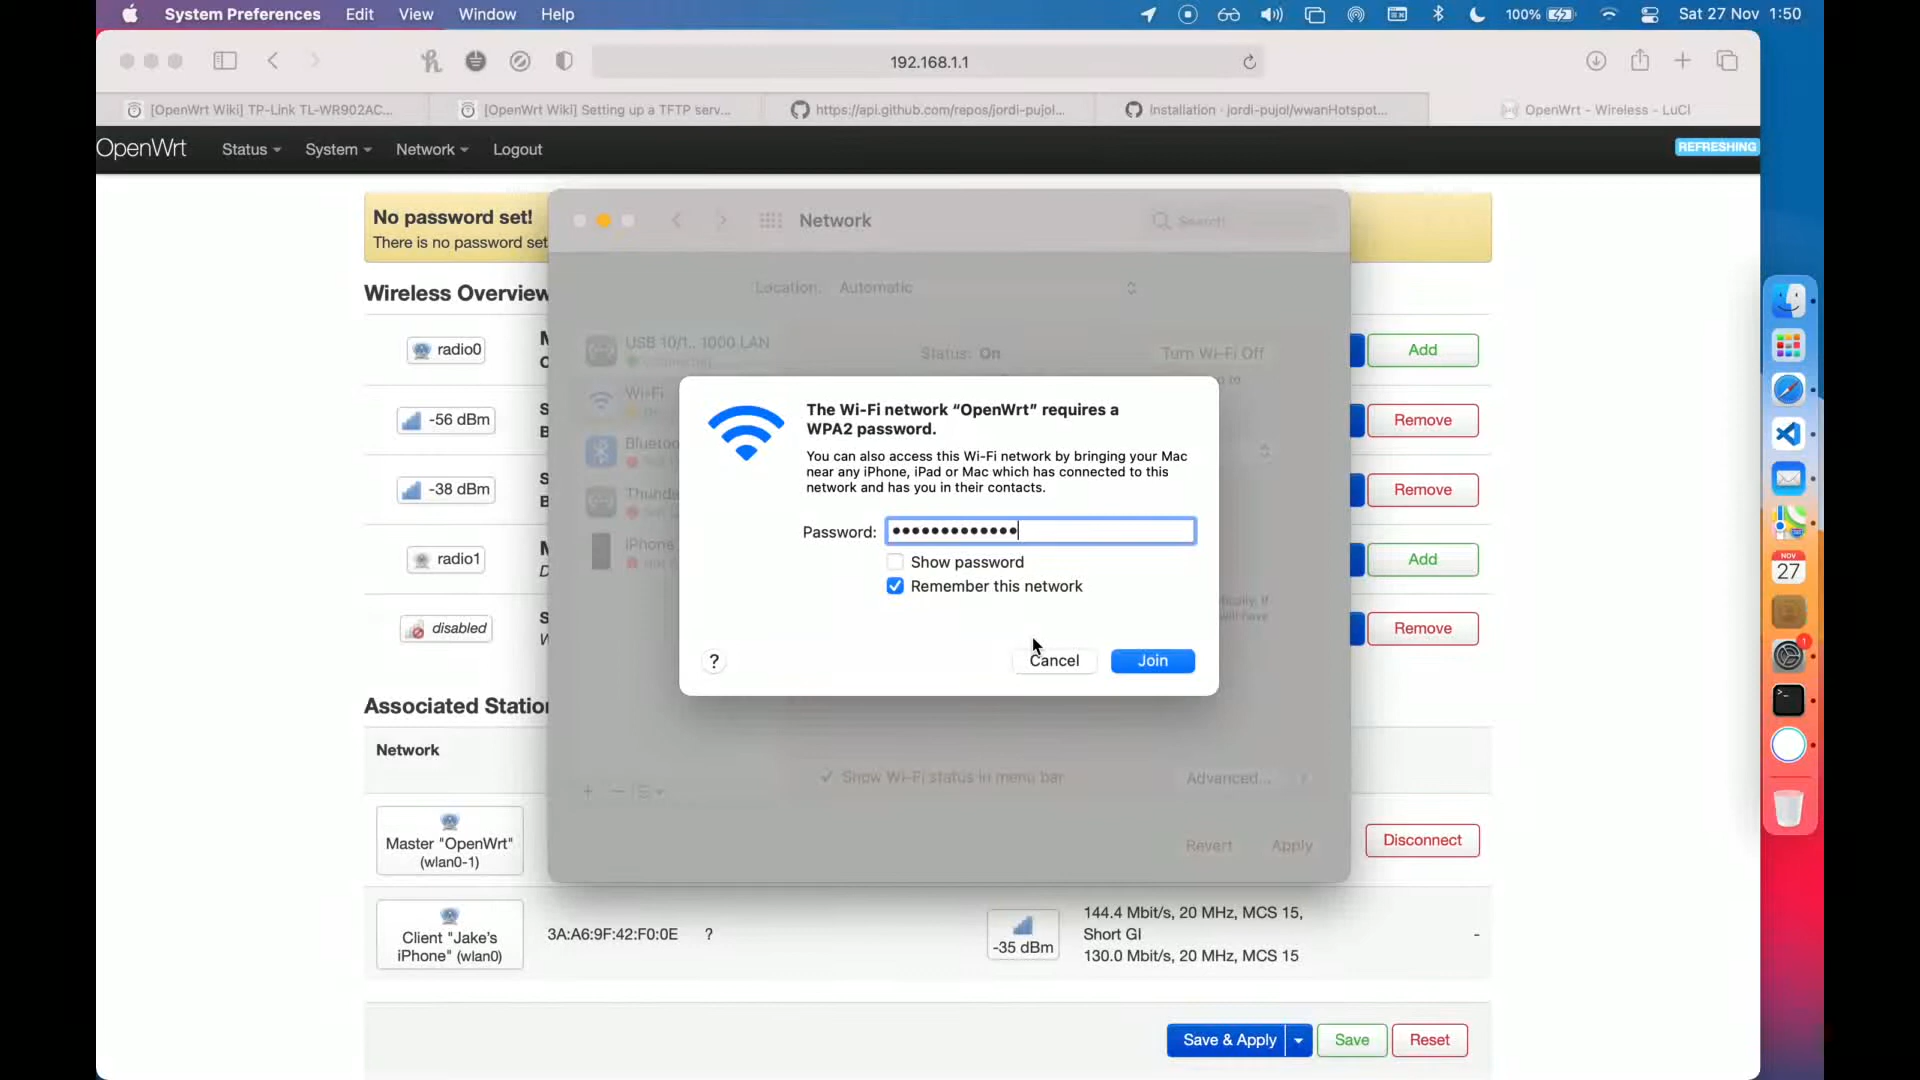 System Preferences Edit View Window Help
100% Sat 27 Nov 1:50
192.168.1.1
[OpenWrt Wiki] TP-Link TL-WR902AC...
[OpenWrt Wiki] Setting up a TFTP serv...
https://api.github.com/repos/jordi-pujol...
Installation · jordi-pujol/wwanHotspot...
OpenWrt - Wireless - LuCI
OpenWrt Status System Network Logout
REFRESHING
No password set!
There is no password set
Network
Search
Location: Automatic
Wireless Overview
radio0
Add
-56 dBm
Remove
-38 dBm
Remove
radio1
Add
disabled
Remove
USB 10/1.. 1000 LAN
Status: On
Turn Wi-Fi Off
Wi-Fi
iPhone
The Wi-Fi network “OpenWrt” requires a
WPA2 password.
You can also access this Wi-Fi network by bringing your Mac
near any iPhone, iPad or Mac which has connected to this
network and has you in their contacts.
Password: •••••••••••••
Show password
Remember this network
?
Cancel
Join
will have
Show Wi-Fi status in menu bar
Advanced...
?
Revert
Apply
NOV
27
1
Network
Master "OpenWrt"
(wlan0-1)
Disconnect
Client "Jake's
iPhone" (wlan0)
3A:A6:9F:42:F0:0E ?
-35 dBm
144.4 Mbit/s, 20 MHz, MCS 15,
Short GI
130.0 Mbit/s, 20 MHz, MCS 15
-
Save & Apply
Save
Reset